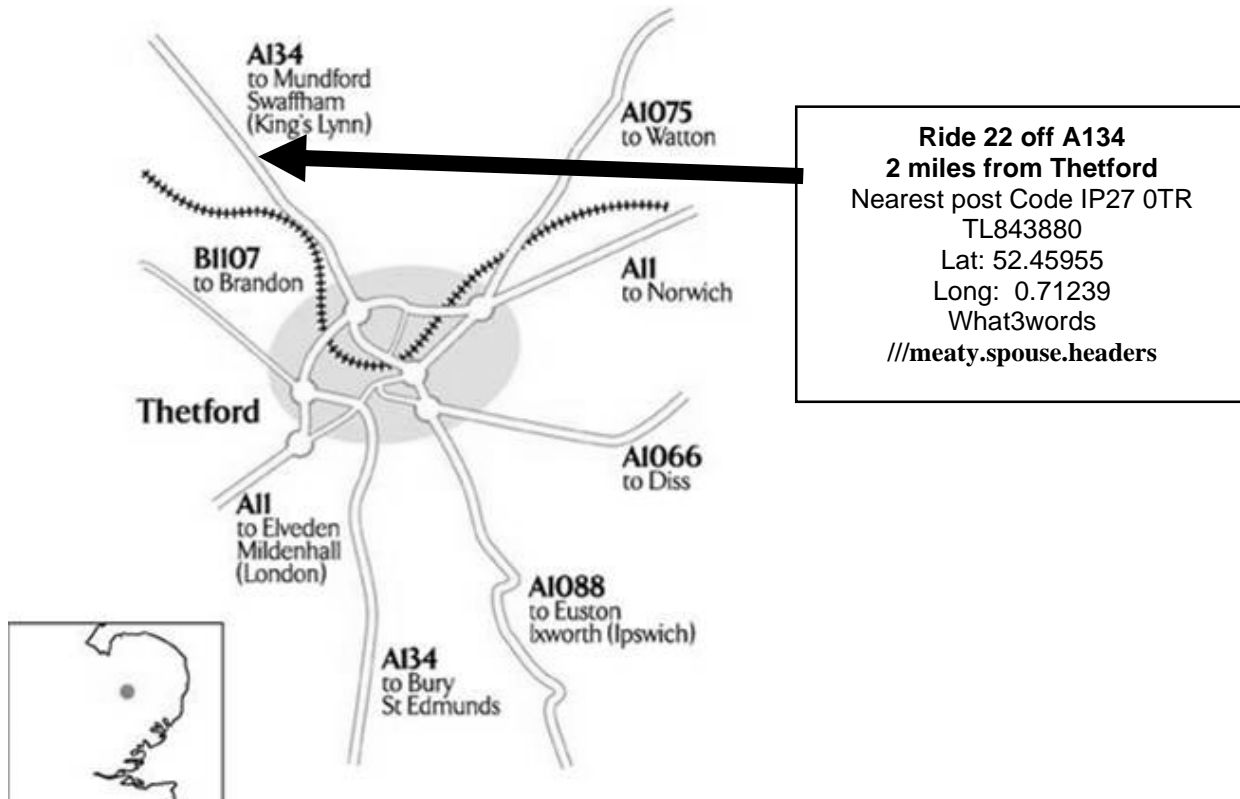 A134
to Mundford
Swaffham
(King's Lynn)
A1075
to Watton
Ride 22 off A134
2 miles from Thetford
Nearest post Code IP27 0TR
TL843880
Lat: 52.45955
Long: 0.71239
What3words
///meaty.spouse.headers
B1107
to Brandon
A11
to Norwich
Thetford
A1066
to Diss
A11
to Elveden
Mildenhall
(London)
A1088
to Euston
Ixworth (Ipswich)
A134
to Bury
St Edmunds